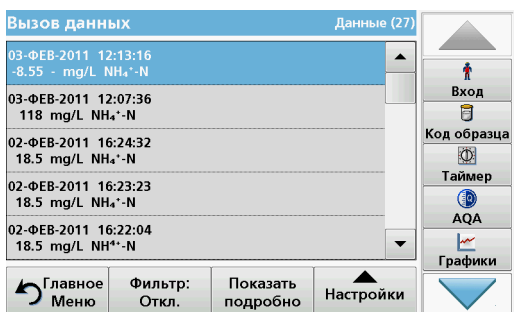 Вызов данных
Данные (27)
03-ФЕВ-2011 12:13:16
-8.55 - mg/L NH₄⁺-N
03-ФЕВ-2011 12:07:36
118 mg/L NH₄⁺-N
02-ФЕВ-2011 16:24:32
18.5 mg/L NH₄⁺-N
02-ФЕВ-2011 16:23:23
18.5 mg/L NH₄⁺-N
02-ФЕВ-2011 16:22:04
18.5 mg/L NH⁴⁺-N
Вход
Код образца
Таймер
AQA
Графики
Главное
Меню
Фильтр:
Откл.
Показать
подробно
Настройки